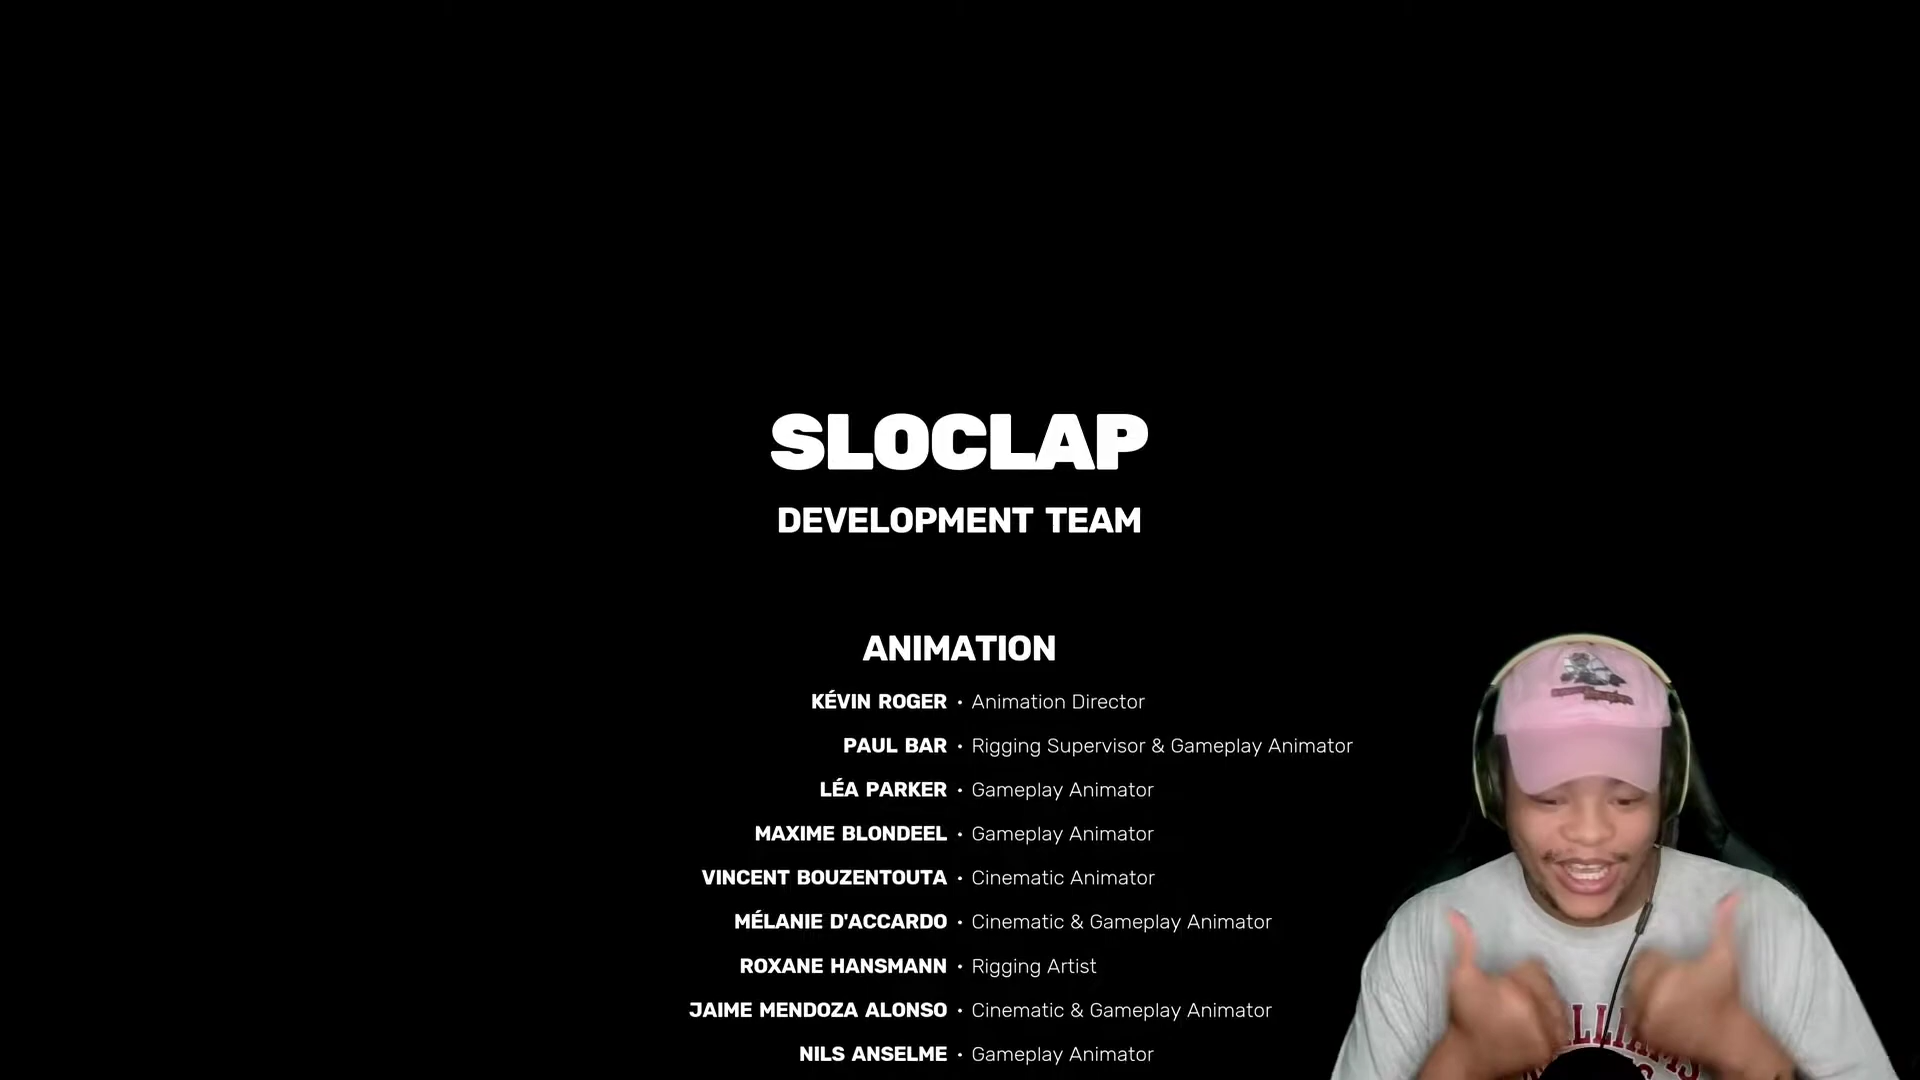 SLOCLAP
DEVELOPMENT TEAM
ANIMATION
KÉVIN ROGER • Animation Director
PAUL BAR • Rigging Supervisor & Gameplay Animator
LÉA PARKER • Gameplay Animator
MAXIME BLONDEEL • Gameplay Animator
VINCENT BOUZENTOUTA • Cinematic Animator
MÉLANIE D'ACCARDO • Cinematic & Gameplay Animator
ROXANE HANSMANN • Rigging Artist
JAIME MENDOZA ALONSO • Cinematic & Gameplay Animator
NILS ANSELME • Gameplay Animator